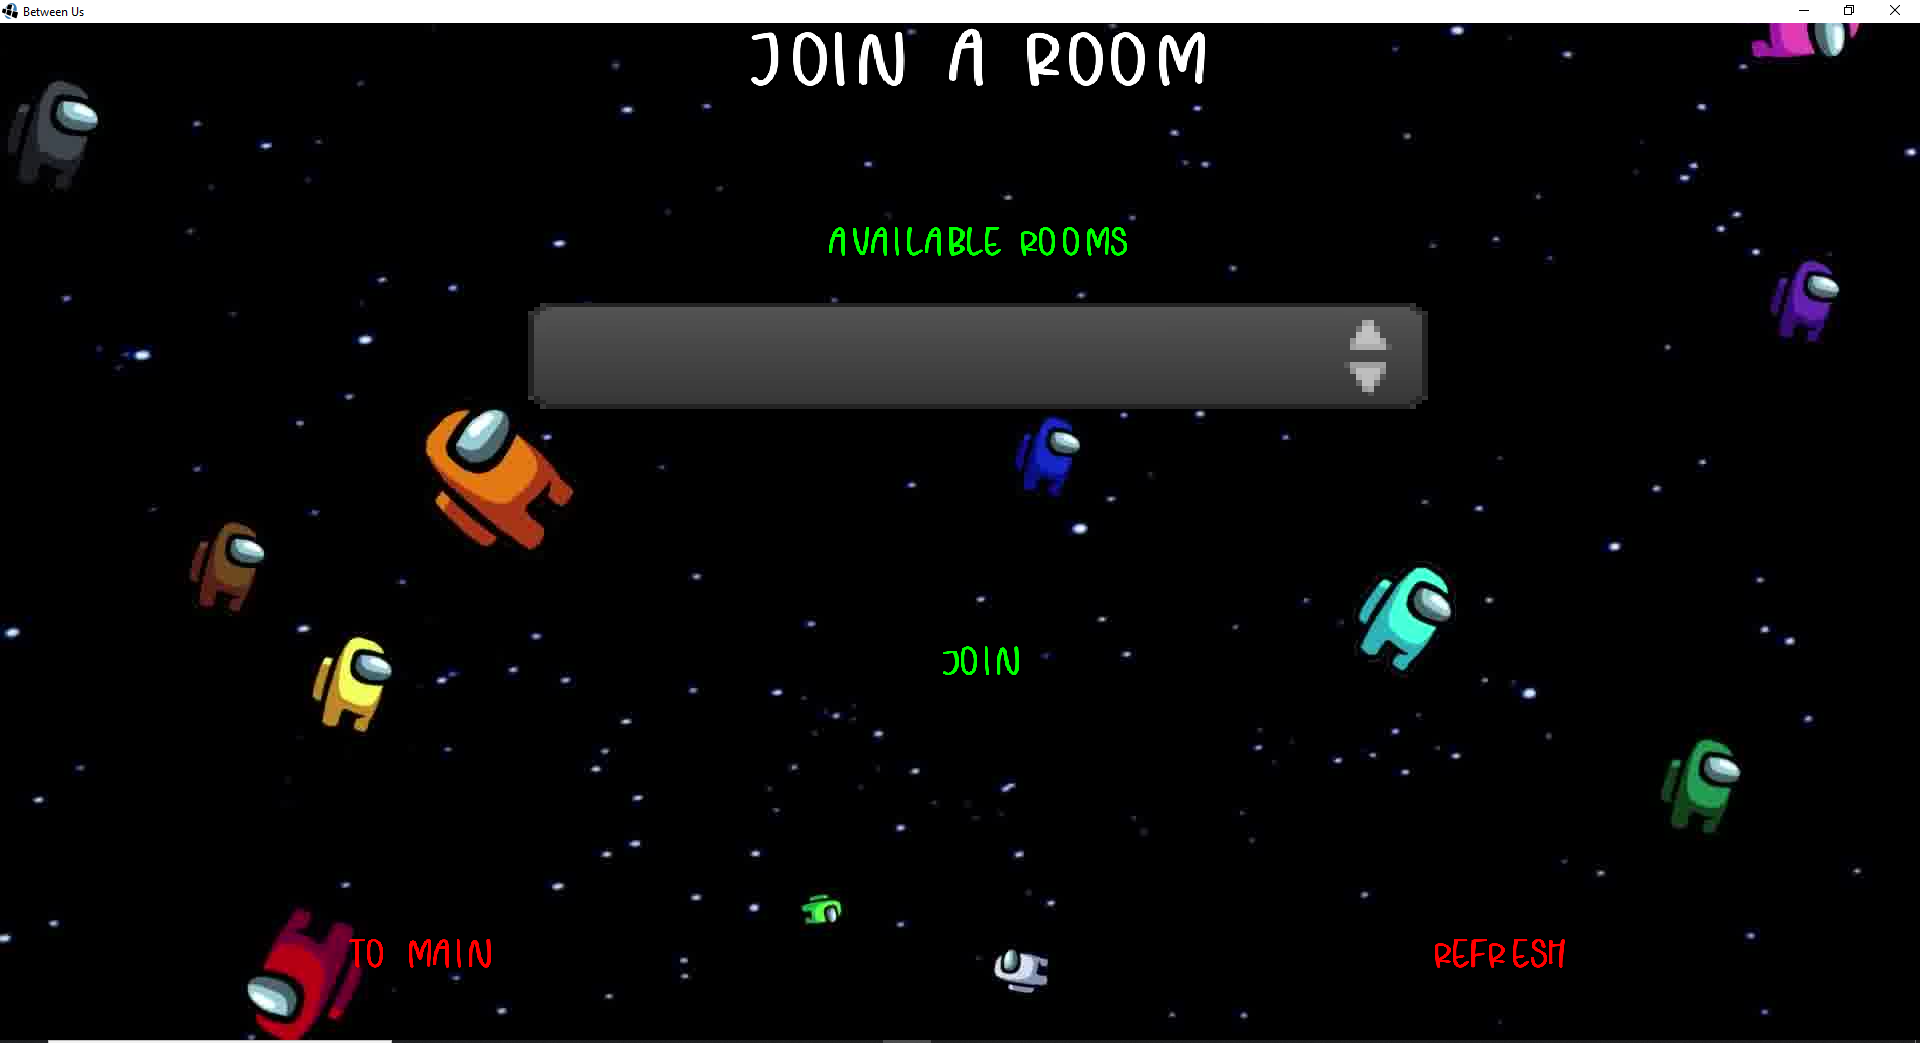 Between Us
JOIN A ROOM
AVAILABLE ROOMS
JOIN
TO MAIN
REFRESH